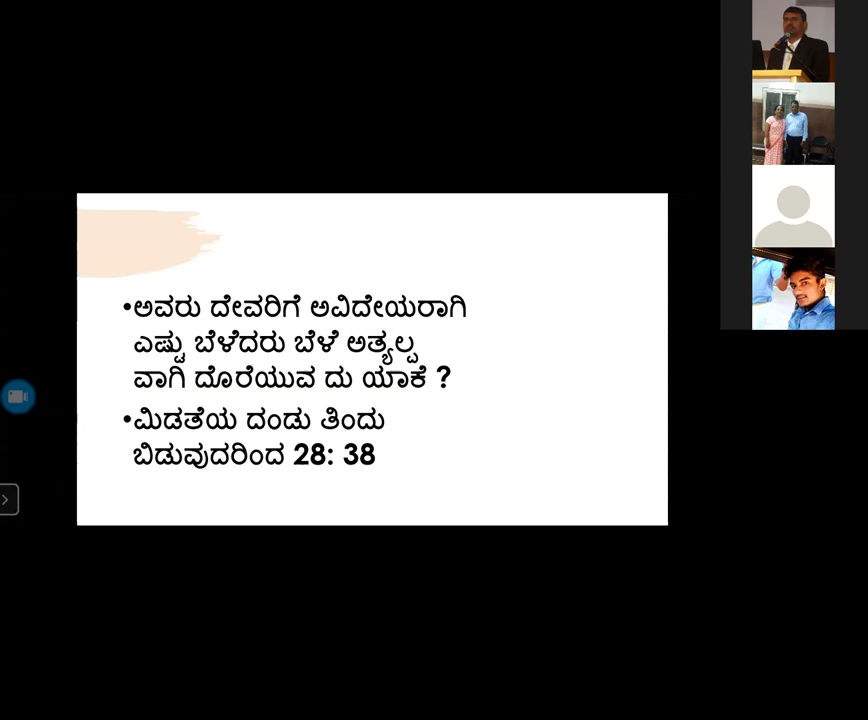 •ಅವರು ದೇವರಿಗೆ ಅವಿದೇಯರಾಗಿ
ಎಷ್ಟು ಬೆಳೆದರು ಬೆಳೆ ಅತ್ಯಲ್ಪ
ವಾಗಿ ದೊರೆಯುವ ದು ಯಾಕೆ ?
•ಮಿಡತೆಯ ದಂಡು ತಿಂದು
ಬಿಡುವುದರಿಂದ 28: 38